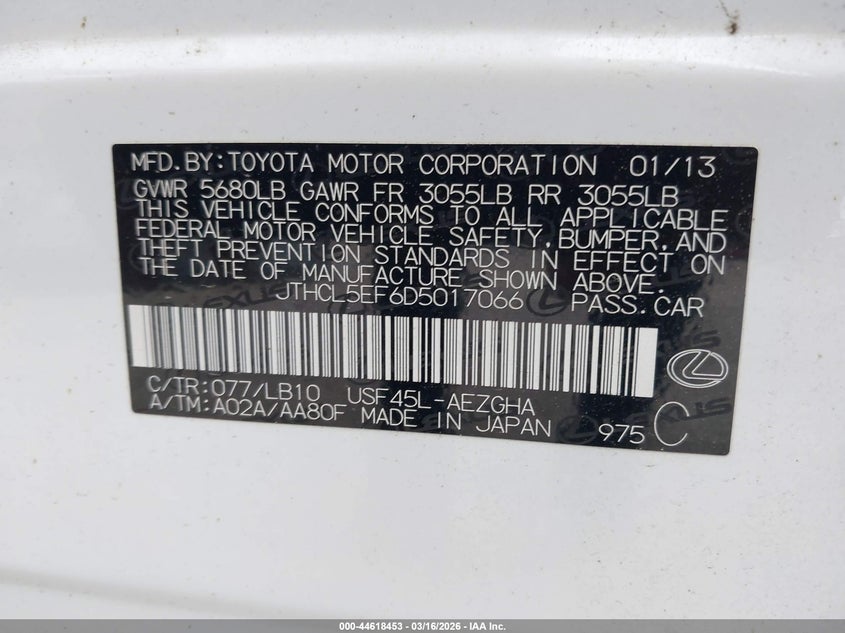 MFD.BY:TOYOTA MOTOR CORPORATION 01/13
GVWR 5680LB GAWR FR 3055LB RR 3055LB
THIS VEHICLE CONFORMS TO ALL APPLICABLE
FEDERAL MOTOR VEHICLE SAFETY,BUMPER,AND
THEFT PREVENTION STANDARDS IN EFFECT ON
THE DATE OF MANUFACTURE SHOWN ABOVE.
JTHCL5EF6D5017066 PASS.CAR
C/TR:077/LB10 USF45L-AEZGHA
A/TM:A02A/AA80F MADE IN JAPAN 975 C
000-44618453 - 03/16/2026 - IAA Inc.